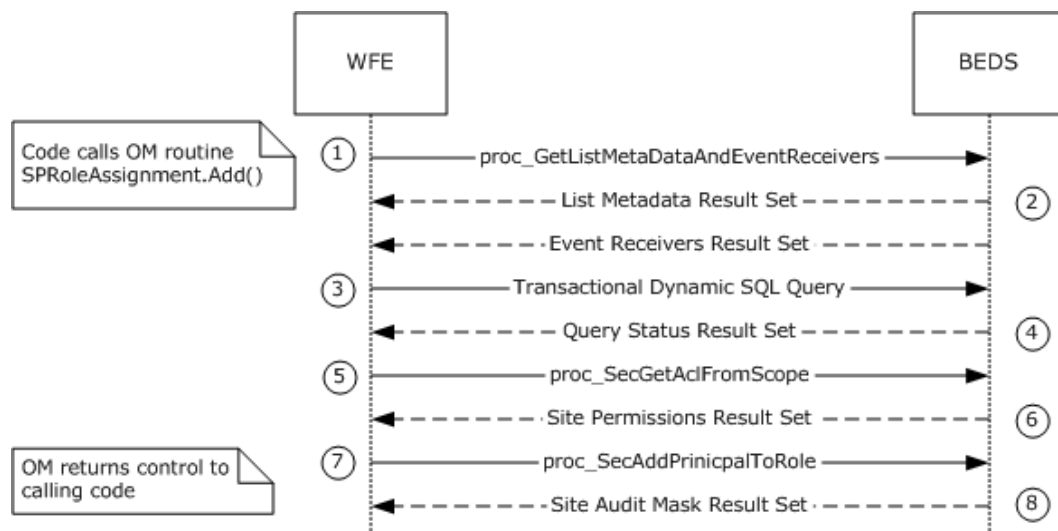 WFE
BEDS
Code calls OM routine
SPRoleAssignment.Add()
1
proc_GetListMetaDataAndEventReceivers
List Metadata Result Set
2
Event Receivers Result Set
3
Transactional Dynamic SQL Query
Query Status Result Set
4
5
proc_SecGetAclFromScope
Site Permissions Result Set
6
OM returns control to
calling code
7
proc_SecAddPrinicpalToRole
Site Audit Mask Result Set
8